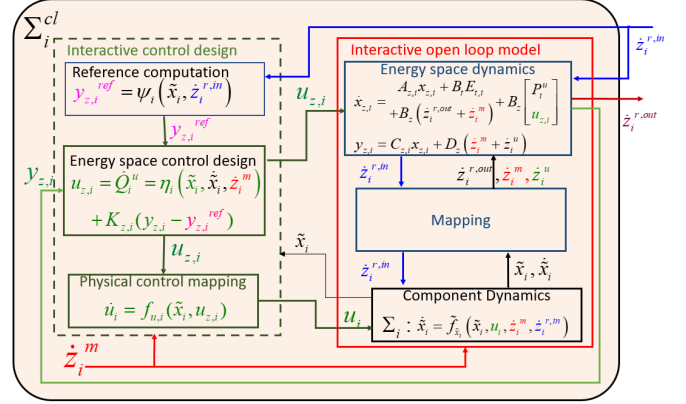 Σ_i^{cl}
Interactive control design
Reference computation
y_{z,i}^{ref} = ψ_i(x̃_i, ż_i^{r,in})
y_{z,i}^{ref}
Energy space control design
u_{z,i} = Q̇_i^u = η_i(x̃_i, ẋ̃_i, ż_i^m)
+ K_{z,i}(y_{z,i} − y_{z,i}^{ref})
u_{z,i}
Physical control mapping
u̇_i = f_{u,i}(x̃_i, u_{z,i})
y_{z,i}
u_{z,i}
x̃_i
u_i
ż_i^m
Interactive open loop model
Energy space dynamics
ẋ_{z,i} = A_{z,i}x_{z,i} + B_t E_{t,i} + B_z(ż_i^{r,out} + ż_i^m) + B_z [P_t^u u_{z,i}]
y_{z,i} = C_{z,i}x_{z,i} + D_z(ż_i^m + ż_i^u)
ż_i^{r,in}
ż_i^{r,out}, ż_i^m, ż_i^u
Mapping
ż_i^{r,in}
x̃_i, ẋ̃_i
Component Dynamics
Σ_i : ẋ̃_i = f̃_{x̃_i}(x̃_i, u_i, ż_i^m, ż_i^{r,in})
ż_i^{r,in}
ż_i^{r,out}